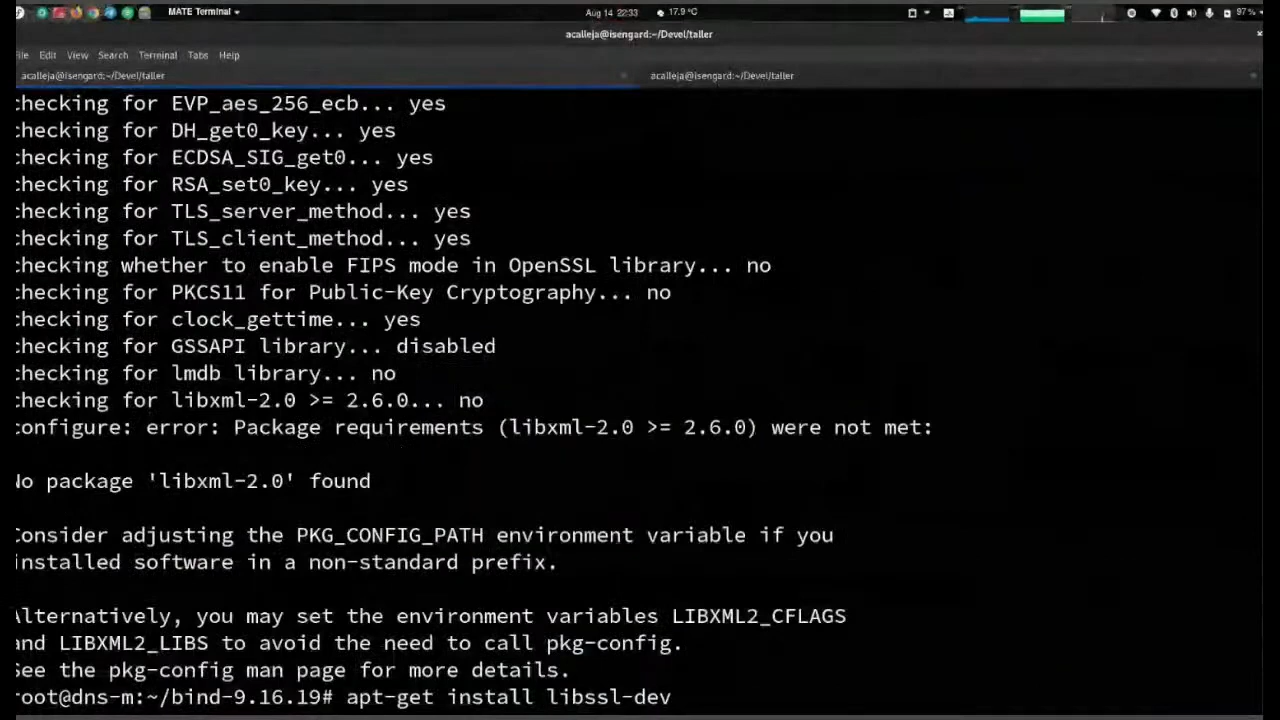 MATE Terminal
Aug 14 22:33
17.9 °C
97 %
acalleja@isengard:~/Devel/taller
File Edit View Search Terminal Tabs Help
acalleja@isengard:~/Devel/taller
acalleja@isengard:~/Devel/taller
checking for EVP_aes_256_ecb... yes
checking for DH_get0_key... yes
checking for ECDSA_SIG_get0... yes
checking for RSA_set0_key... yes
checking for TLS_server_method... yes
checking for TLS_client_method... yes
checking whether to enable FIPS mode in OpenSSL library... no
checking for PKCS11 for Public-Key Cryptography... no
checking for clock_gettime... yes
checking for GSSAPI library... disabled
checking for lmdb library... no
checking for libxml-2.0 >= 2.6.0... no
configure: error: Package requirements (libxml-2.0 >= 2.6.0) were not met:
No package 'libxml-2.0' found
Consider adjusting the PKG_CONFIG_PATH environment variable if you
installed software in a non-standard prefix.
Alternatively, you may set the environment variables LIBXML2_CFLAGS
and LIBXML2_LIBS to avoid the need to call pkg-config.
See the pkg-config man page for more details.
root@dns-m:~/bind-9.16.19# apt-get install libssl-dev